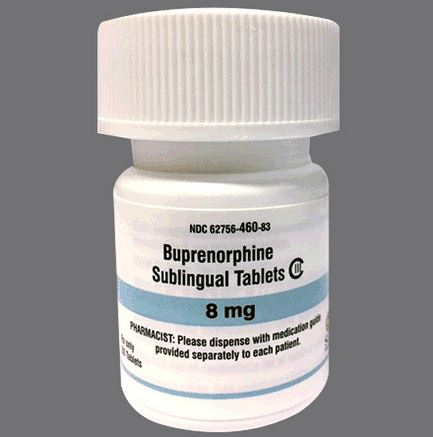 NDC 62756-460-83
Buprenorphine
Sublingual Tablets CIII
8 mg
PHARMACIST: Please dispense with medication guide
provided separately to each patient.
only
Tablets